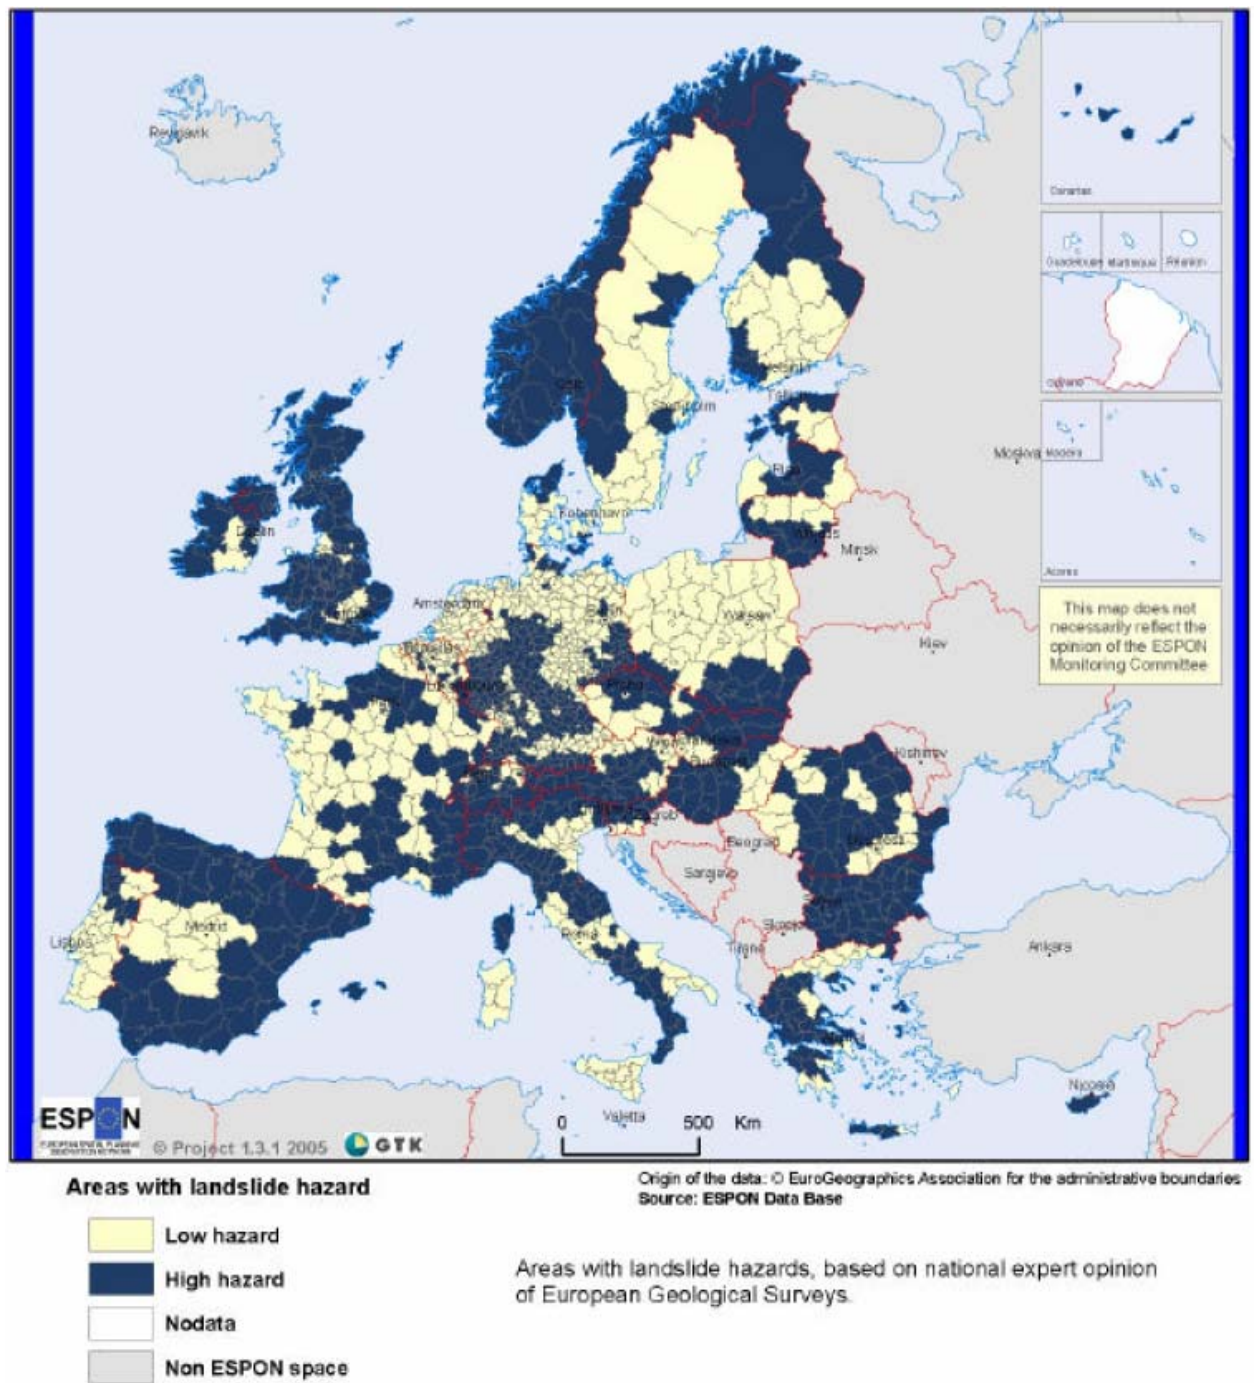 Reykjavik
Canarias
Guadeloupe
Martinique
Réunion
Guyane
Madeira
Acores
Oslo
Helsinki
Tallinn
Stockholm
Riga
Moskva
Dublin
København
Vilnius
Minsk
London
Amsterdam
Berlin
Warsaw
Kiev
Praha
Kishinev
Budapest
Zagreb
Beograd
Sarajevo
Skopje
Tirane
Roma
Madrid
Lisboa
Ankara
Nicosia
Valetta
This map does not
necessarily reflect the
opinion of the ESPON
Monitoring Committee
ESPON
© Project 1.3.1 2005
GTK
0 500 Km
Origin of the data: © EuroGeographics Association for the administrative boundaries
Source: ESPON Data Base
Areas with landslide hazard
Low hazard
High hazard
Nodata
Non ESPON space
Areas with landslide hazards, based on national expert opinion
of European Geological Surveys.